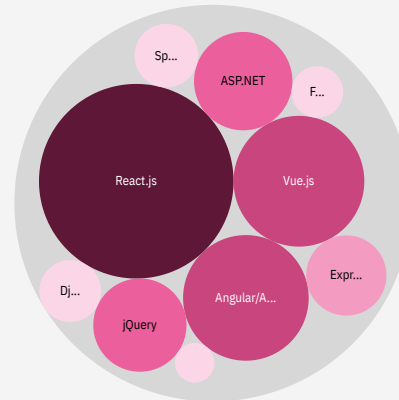 Sp...
ASP.NET
F...
React.js
Vue.js
Expr...
Dj...
Angular/A...
jQuery